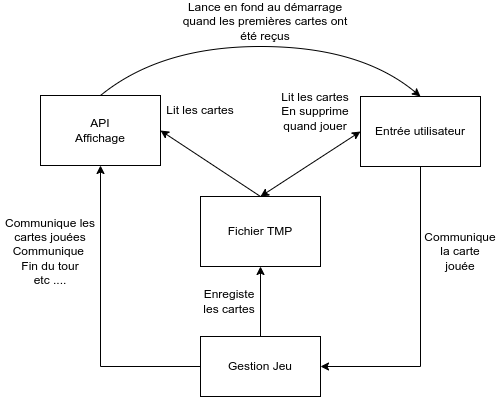 Lance en fond au démarrage
quand les premières cartes ont
été reçus
Lit les cartes
Lit les cartes
En supprime
quand jouer
API
Affichage
Entrée utilisateur
Fichier TMP
Communique les
cartes jouées
Communique
Fin du tour
etc ....
Communique
la carte
jouée
Enregiste
les cartes
Gestion Jeu